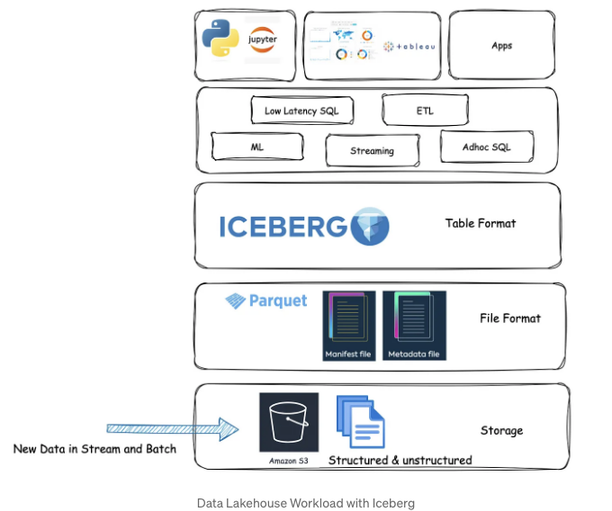 jupyter
tableau
Apps
Low Latency SQL
ETL
ML
Streaming
Adhoc SQL
ICEBERG
Table Format
Parquet
File Format
Manifest file
Metadata file
Storage
New Data in Stream and Batch
Amazon S3
Structured & unstructured
Data Lakehouse Workload with Iceberg